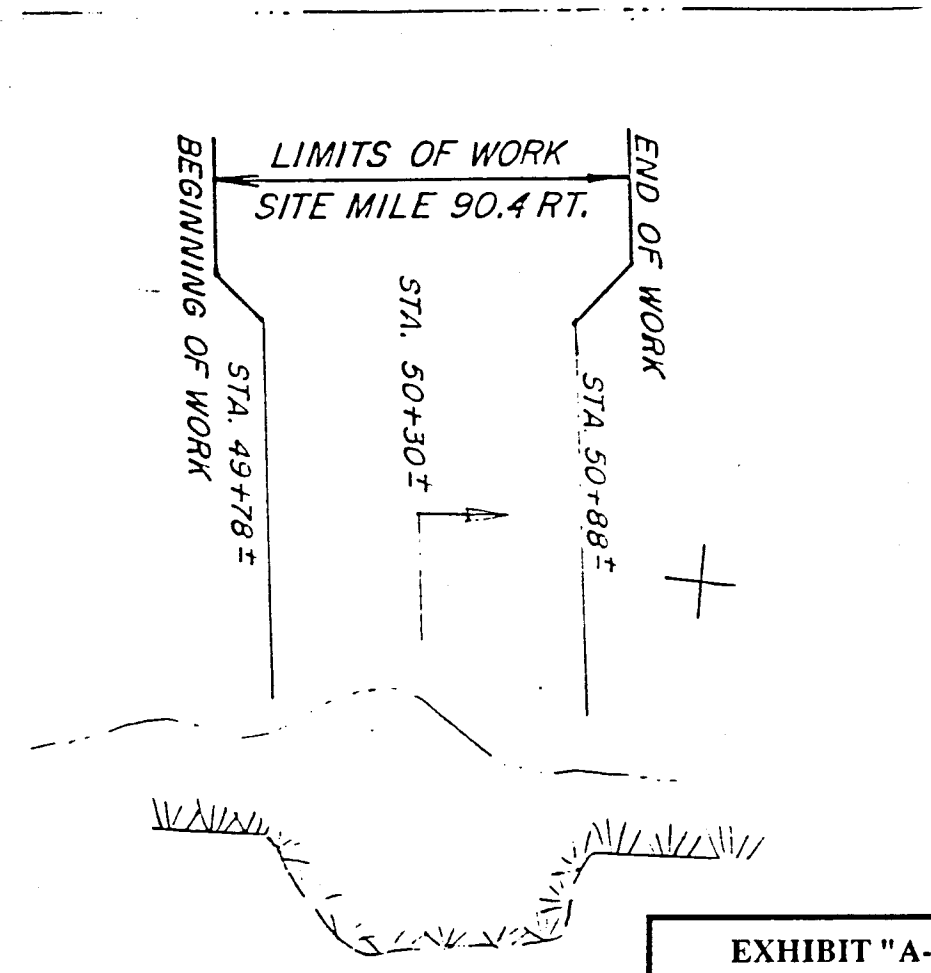 LIMITS OF WORK
SITE MILE 90.4 RT.
BEGINNING OF WORK
STA. 49+78±
STA. 50+30±
STA. 50+88±
END OF WORK
EXHIBIT "A-